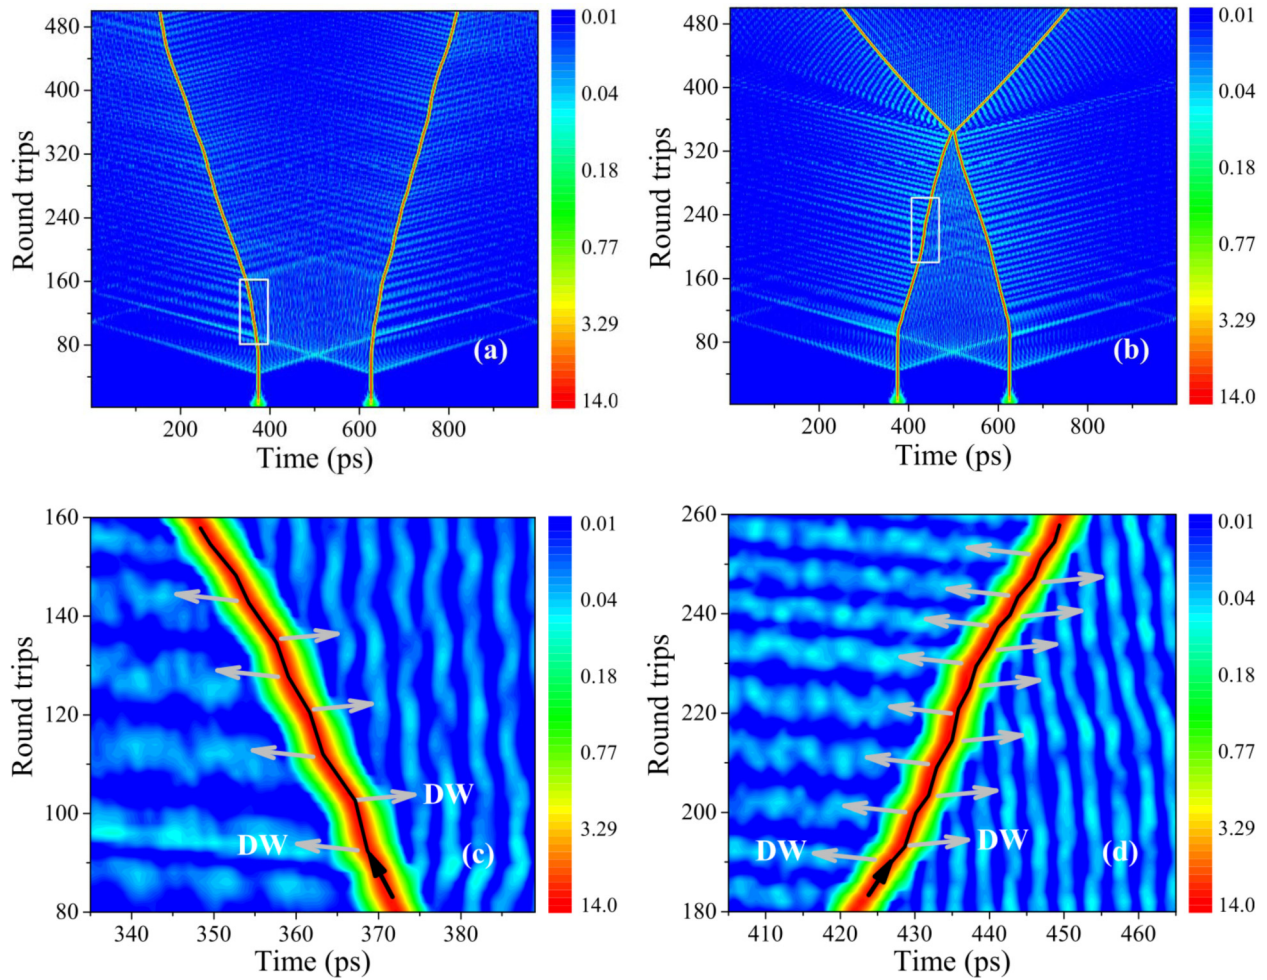 480
400
320
240
160
80
Round trips
200 400 600 800
Time (ps)
(a)
0.01
0.04
0.18
0.77
3.29
14.0
480
400
320
240
160
80
Round trips
200 400 600 800
Time (ps)
(b)
0.01
0.04
0.18
0.77
3.29
14.0
160
140
120
100
80
Round trips
340 350 360 370 380
Time (ps)
DW
DW
(c)
0.01
0.04
0.18
0.77
3.29
14.0
260
240
220
200
180
Round trips
410 420 430 440 450 460
Time (ps)
DW DW
(d)
0.01
0.04
0.18
0.77
3.29
14.0